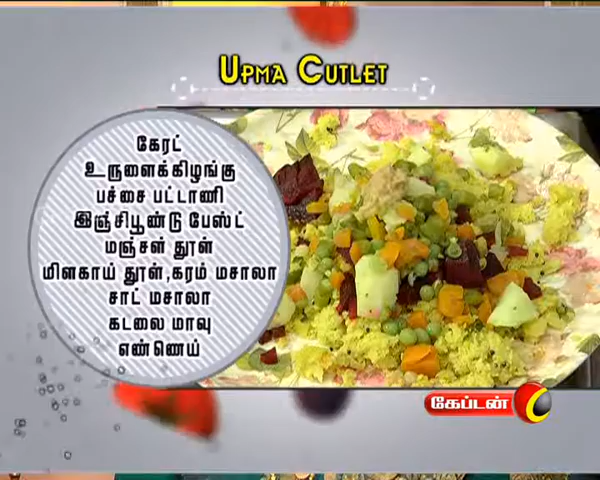 UPMA CUTLET
கேரட்
உருளைக்கிழங்கு
பச்சை பட்டாணி
இஞ்சிபூண்டு பேஸ்ட்
மஞ்சள் தூள்
மிளகாய் தூள்,கரம் மசாலா
சாட் மசாலா
கடலை மாவு
எண்ணெய்
கேப்டன்